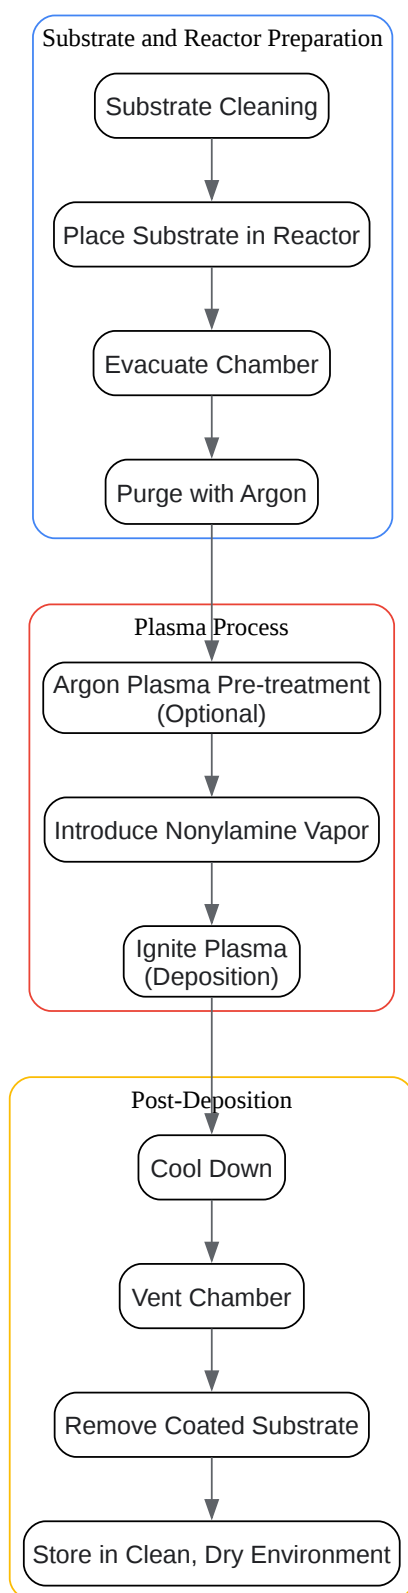 Substrate and Reactor Preparation
Substrate Cleaning
Place Substrate in Reactor
Evacuate Chamber
Purge with Argon
Plasma Process
Argon Plasma Pre-treatment
(Optional)
Introduce Nonylamine Vapor
Ignite Plasma
(Deposition)
Post-Deposition
Cool Down
Vent Chamber
Remove Coated Substrate
Store in Clean, Dry Environment